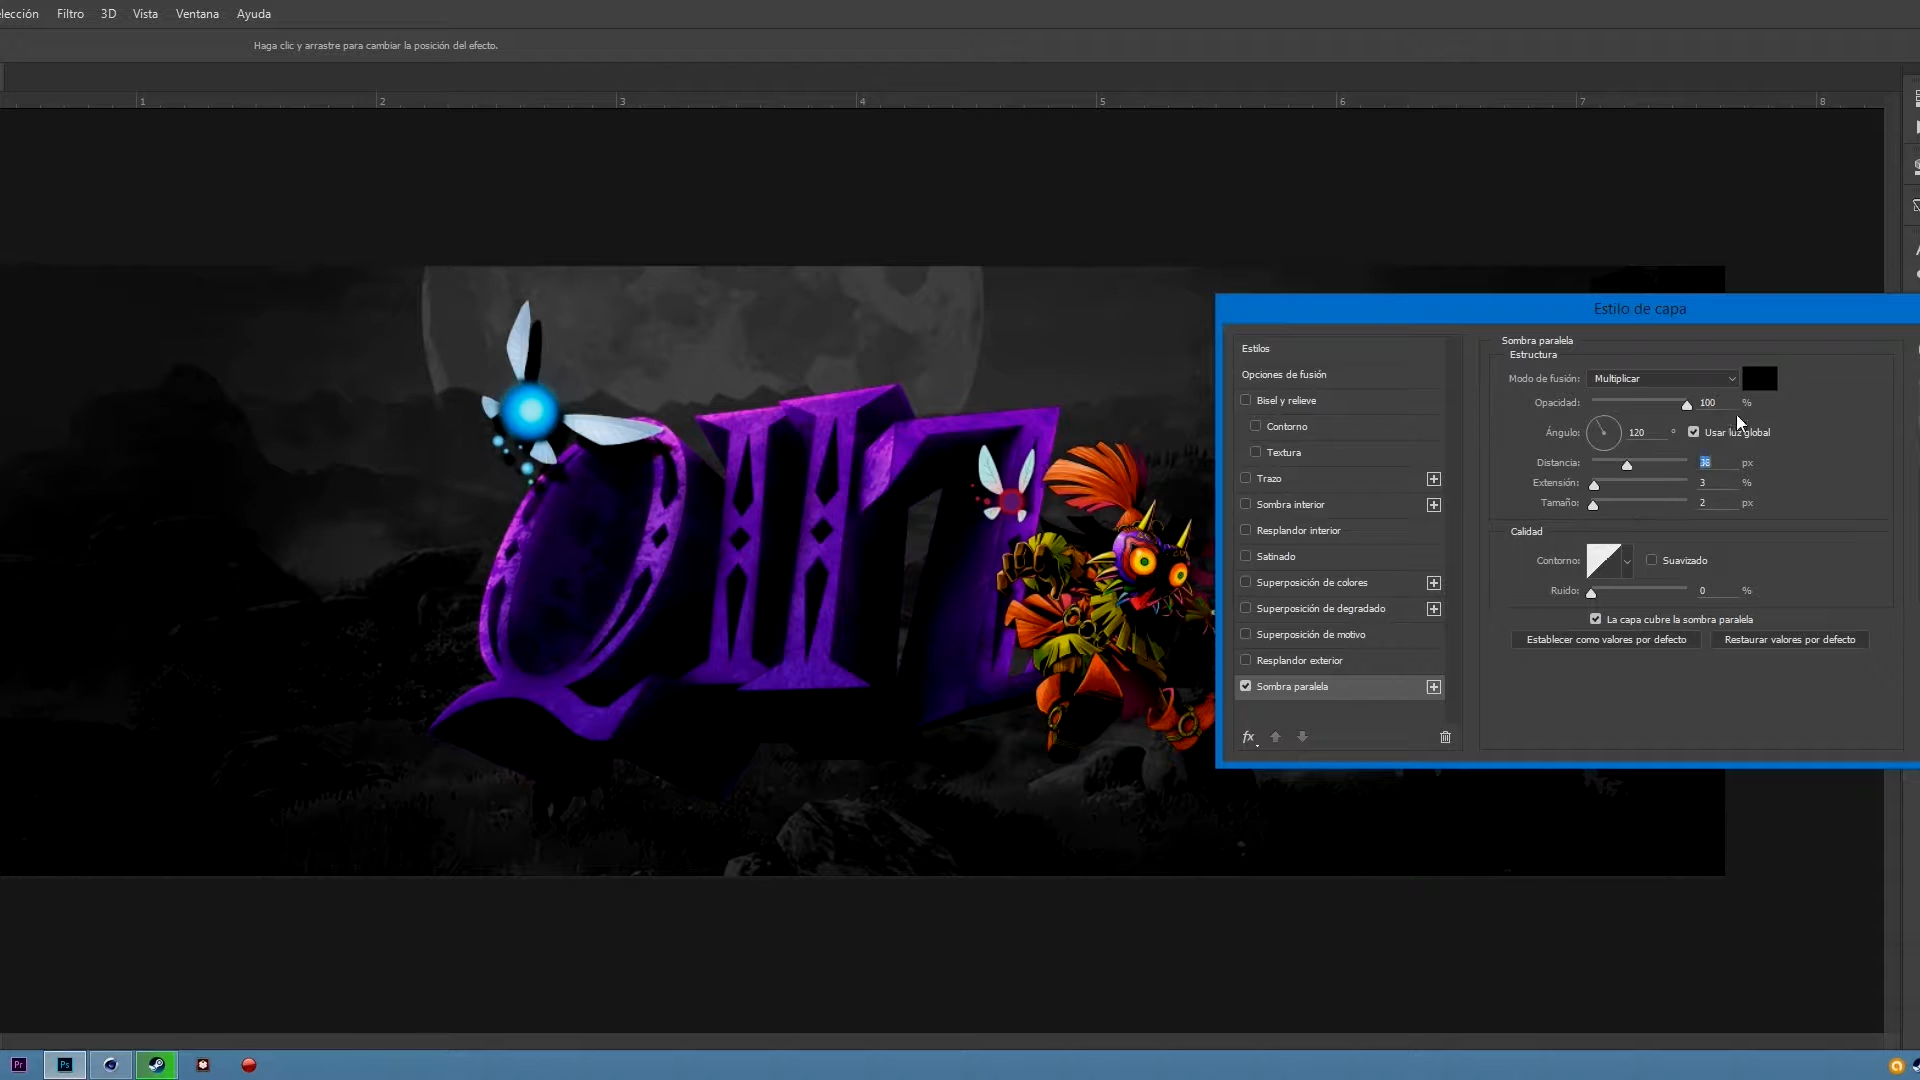 elección Filtro 3D Vista Ventana Ayuda
Haga clic y arrastre para cambiar la posición del efecto.
1 2 3 4 5 6 7 8
Estilo de capa
Estilos
Opciones de fusión
Bisel y relieve
Contorno
Textura
Trazo
Sombra interior
Resplandor interior
Satinado
Superposición de colores
Superposición de degradado
Superposición de motivo
Resplandor exterior
Sombra paralela
fx
Sombra paralela
Estructura
Modo de fusión: Multiplicar
Opacidad: 100 %
Ángulo: 120 ° Usar luz global
Distancia: px
Extensión: 3 %
Tamaño: 2 px
Calidad
Contorno: Suavizado
Ruido: 0 %
La capa cubre la sombra paralela
Establecer como valores por defecto Restaurar valores por defecto
Pr Ps